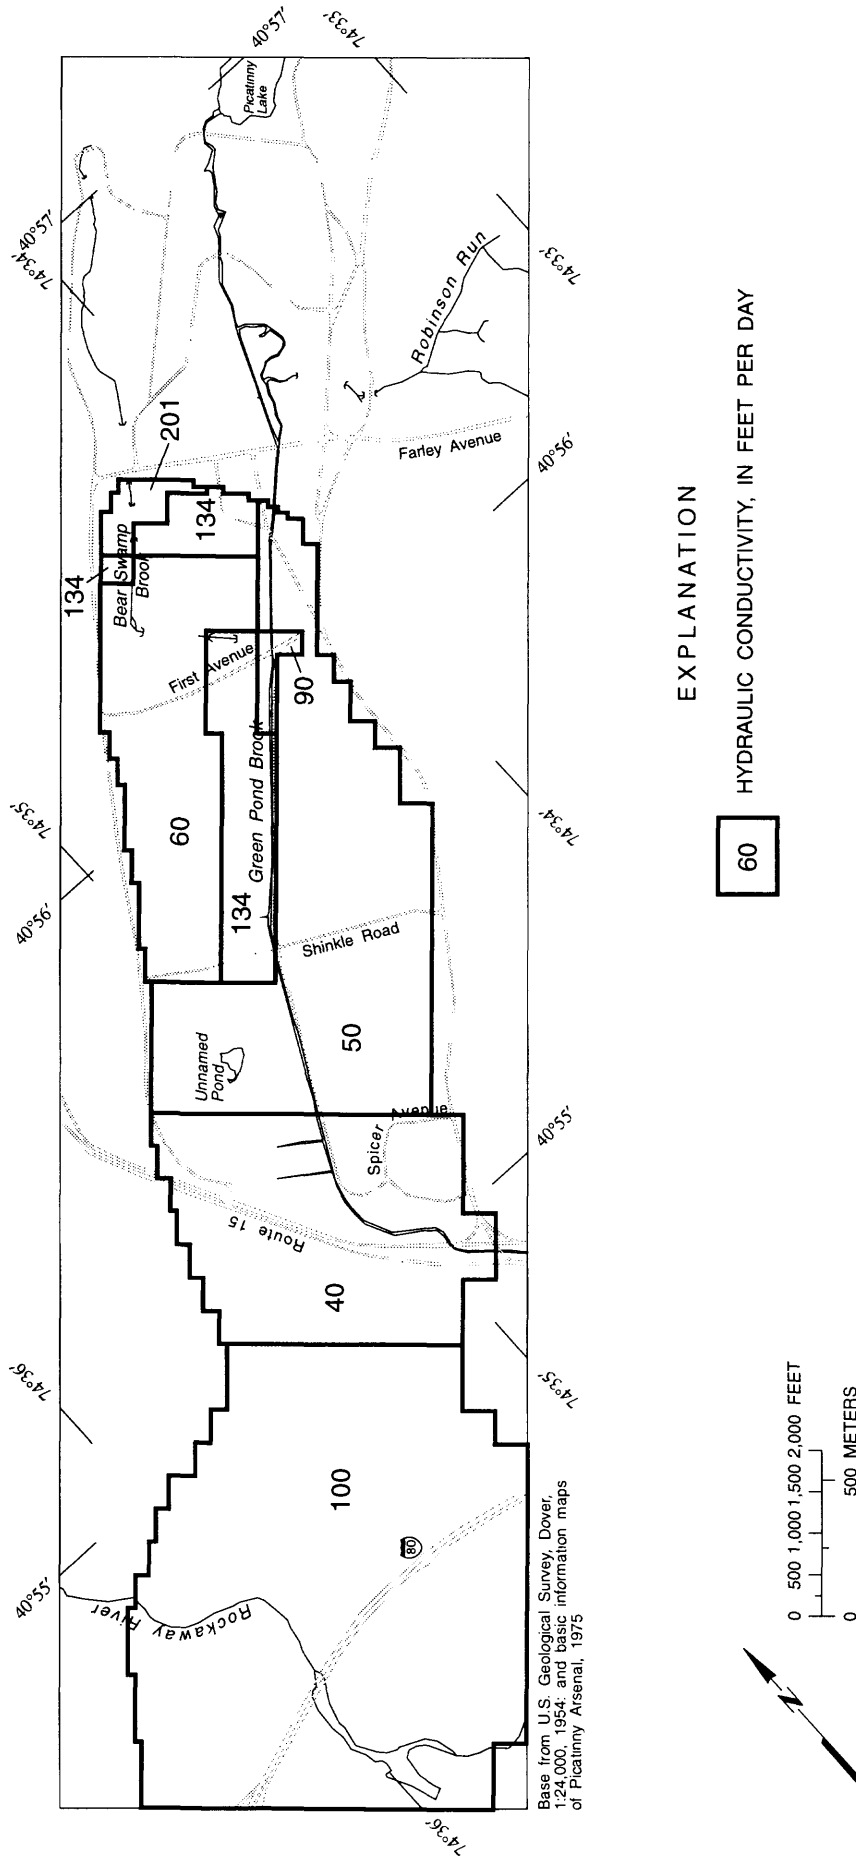 40°57'
74°33'
Picatinny
Lake
40°57'
74°34'
Robinson Run
74°33'
201
Farley Avenue
40°56'
134
134
Bear Swamp
Brook
First Avenue
90
Green Pond Brook
74°35'
60
134
74°34'
40°56'
Shinkle Road
50
Unnamed
Pond
Spicer
Avenue
40°55'
Route 15
40
74°36'
74°35'
100
80
40°55'
Rockaway River
74°36'
Base from U.S. Geological Survey, Dover,
1:24,000, 1954: and basic information maps
of Picatinny Arsenal, 1975
EXPLANATION
60
HYDRAULIC CONDUCTIVITY, IN FEET PER DAY
0 500 1,000 1,500 2,000 FEET
0 500 METERS
N